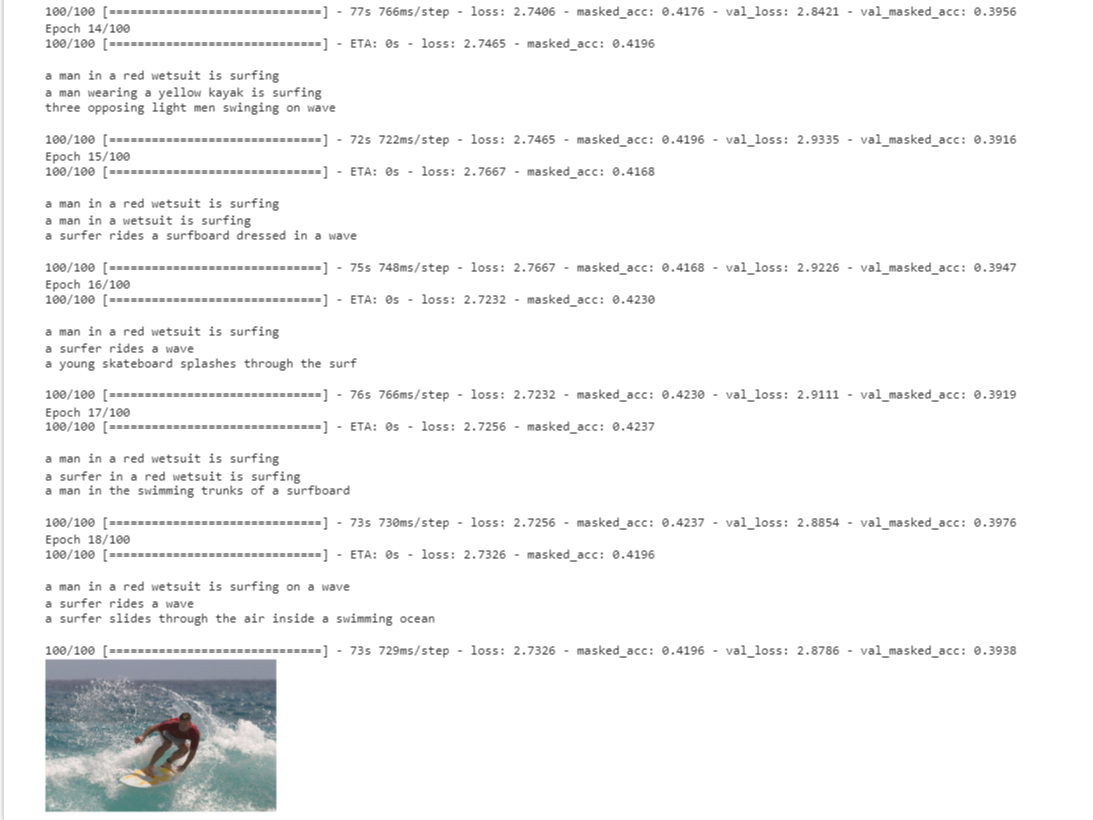 100/100 [==============================] - 77s 766ms/step - loss: 2.7406 - masked_acc: 0.4176 - val_loss: 2.8421 - val_masked_acc: 0.3956
Epoch 14/100
100/100 [==============================] - ETA: 0s - loss: 2.7465 - masked_acc: 0.4196
a man in a red wetsuit is surfing
a man wearing a yellow kayak is surfing
three opposing light men swinging on wave
100/100 [==============================] - 72s 722ms/step - loss: 2.7465 - masked_acc: 0.4196 - val_loss: 2.9335 - val_masked_acc: 0.3916
Epoch 15/100
100/100 [==============================] - ETA: 0s - loss: 2.7667 - masked_acc: 0.4168
a man in a red wetsuit is surfing
a man in a wetsuit is surfing
a surfer rides a surfboard dressed in a wave
100/100 [==============================] - 75s 748ms/step - loss: 2.7667 - masked_acc: 0.4168 - val_loss: 2.9226 - val_masked_acc: 0.3947
Epoch 16/100
100/100 [==============================] - ETA: 0s - loss: 2.7232 - masked_acc: 0.4230
a man in a red wetsuit is surfing
a surfer rides a wave
a young skateboard splashes through the surf
100/100 [==============================] - 76s 766ms/step - loss: 2.7232 - masked_acc: 0.4230 - val_loss: 2.9111 - val_masked_acc: 0.3919
Epoch 17/100
100/100 [==============================] - ETA: 0s - loss: 2.7256 - masked_acc: 0.4237
a man in a red wetsuit is surfing
a surfer in a red wetsuit is surfing
a man in the swimming trunks of a surfboard
100/100 [==============================] - 73s 730ms/step - loss: 2.7256 - masked_acc: 0.4237 - val_loss: 2.8854 - val_masked_acc: 0.3976
Epoch 18/100
100/100 [==============================] - ETA: 0s - loss: 2.7326 - masked_acc: 0.4196
a man in a red wetsuit is surfing on a wave
a surfer rides a wave
a surfer slides through the air inside a swimming ocean
100/100 [==============================] - 73s 729ms/step - loss: 2.7326 - masked_acc: 0.4196 - val_loss: 2.8786 - val_masked_acc: 0.3938